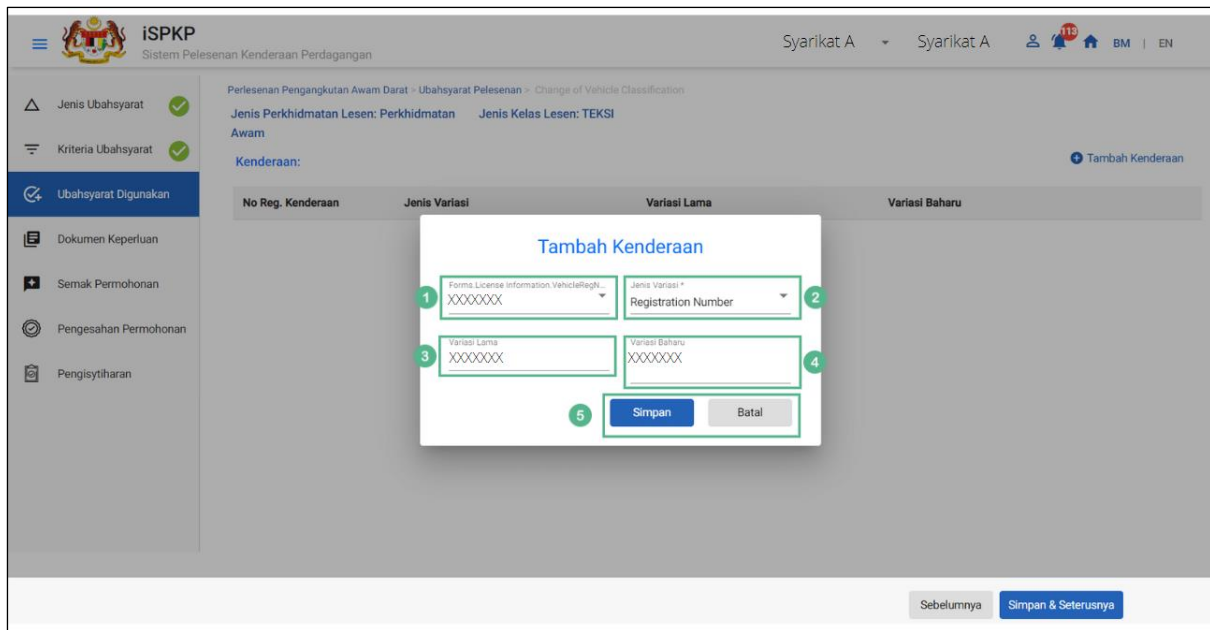 iSPKP
Sistem Pelesenan Kenderaan Perdagangan
Syarikat A
Syarikat A
113
BM | EN
Jenis Ubahsyarat
Kriteria Ubahsyarat
Ubahsyarat Digunakan
Dokumen Keperluan
Semak Permohonan
Pengesahan Permohonan
Pengisytiharan
Perlesenan Pengangkutan Awam Darat > Ubahsyarat Pelesenan > Change of Vehicle Classification
Jenis Perkhidmatan Lesen: Perkhidmatan Awam
Jenis Kelas Lesen: TEKSI
Kenderaan:
Tambah Kenderaan
No Reg. Kenderaan Jenis Variasi Variasi Lama Variasi Baharu
Tambah Kenderaan
1
Forms.License Information.VehicleRegN...
XXXXXXX
Jenis Variasi *
Registration Number
2
3
Variasi Lama
XXXXXXX
Variasi Baharu
XXXXXXX
4
5
Simpan
Batal
Sebelumnya
Simpan & Seterusnya